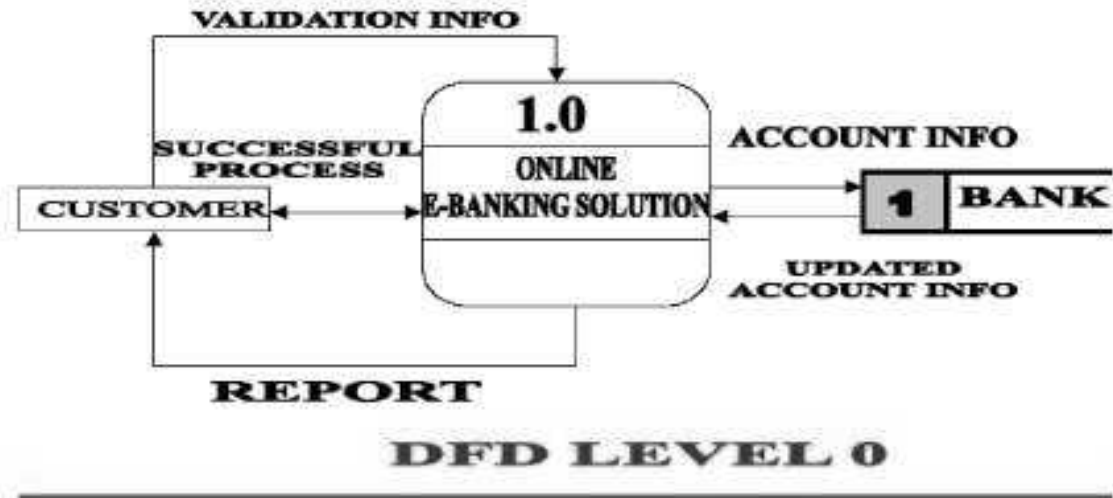 VALIDATION INFO
1.0
SUCCESSFUL
PROCESS
ONLINE
E-BANKING SOLUTION
ACCOUNT INFO
CUSTOMER
1
BANK
UPDATED
ACCOUNT INFO
REPORT
DFD LEVEL 0